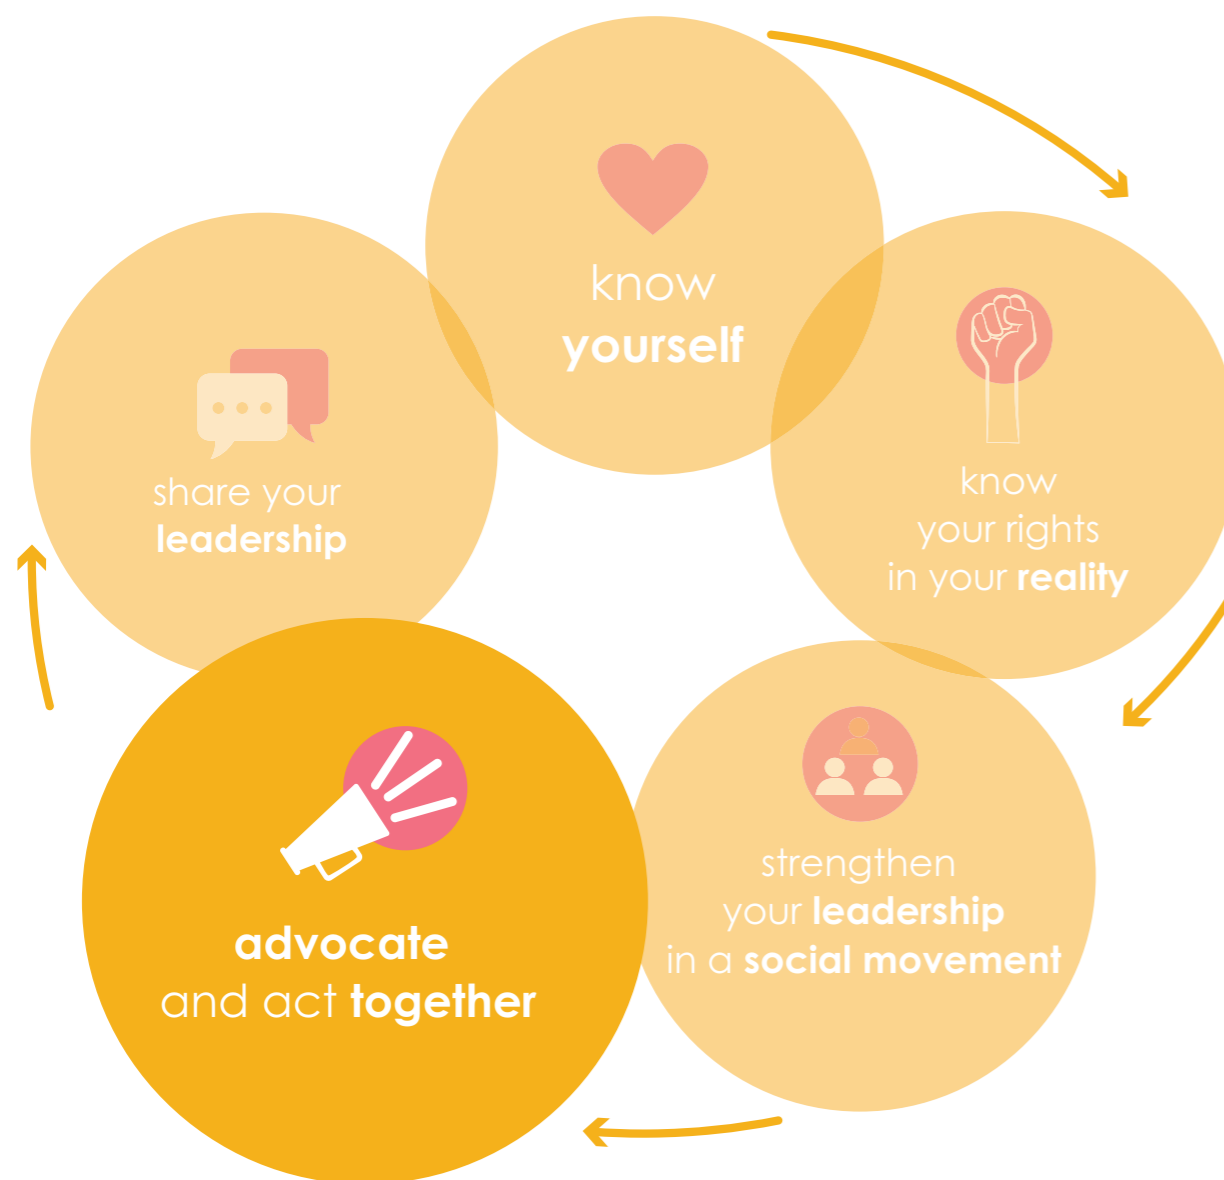 know
yourself
know
your rights
in your reality
strengthen
your leadership
in a social movement
advocate
and act together
share your
leadership